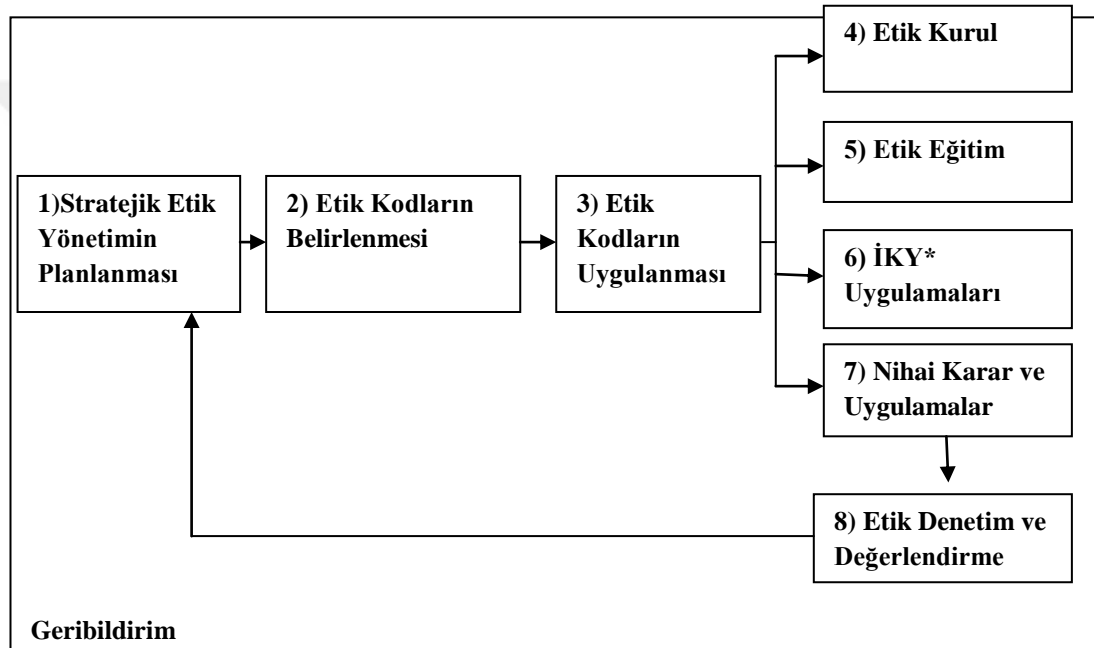 4) Etik Kurul
5) Etik Eğitim
1)Stratejik Etik
Yönetimin
Planlanması
2) Etik Kodların
Belirlenmesi
3) Etik
Kodların
Uygulanması
6) İKY*
Uygulamaları
7) Nihai Karar ve
Uygulamalar
8) Etik Denetim ve
Değerlendirme
Geribildirim